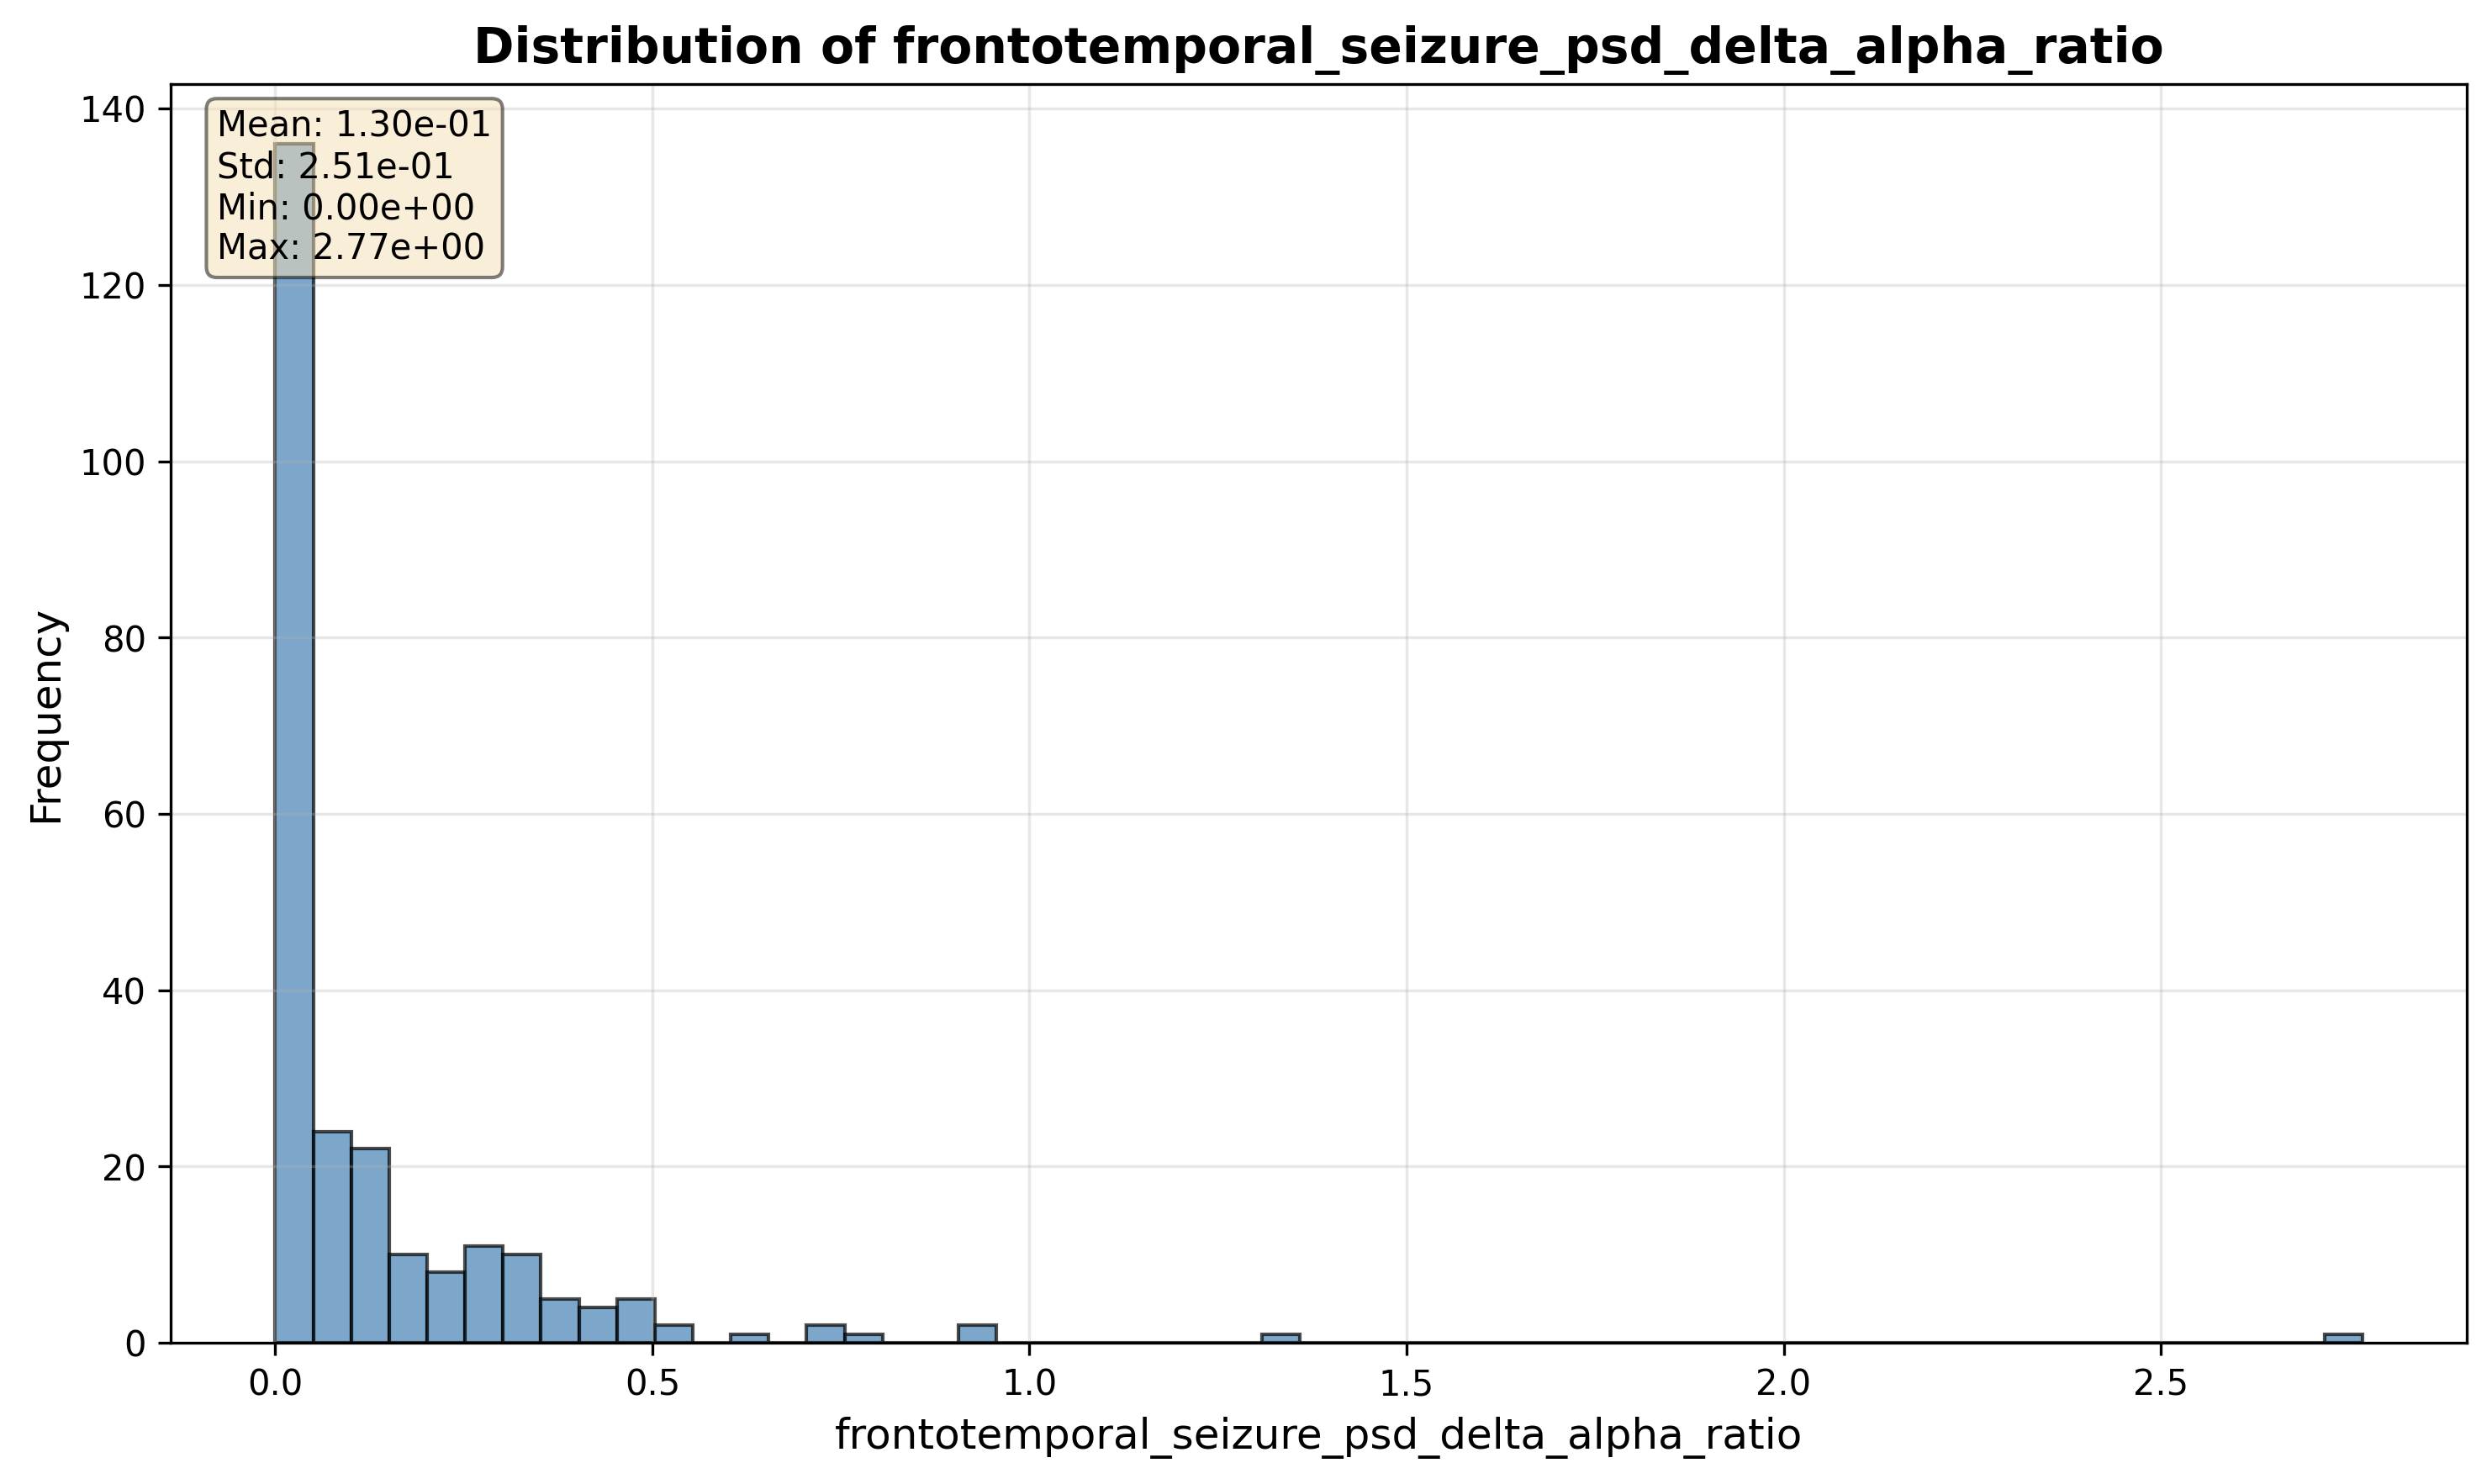 Distribution of frontotemporal_seizure_psd_delta_alpha_ratio
Mean: 1.30e-01
Std: 2.51e-01
Min: 0.00e+00
Max: 2.77e+00
140
120
100
80
60
40
20
0
Frequency
0.0 0.5 1.0 1.5 2.0 2.5
frontotemporal_seizure_psd_delta_alpha_ratio